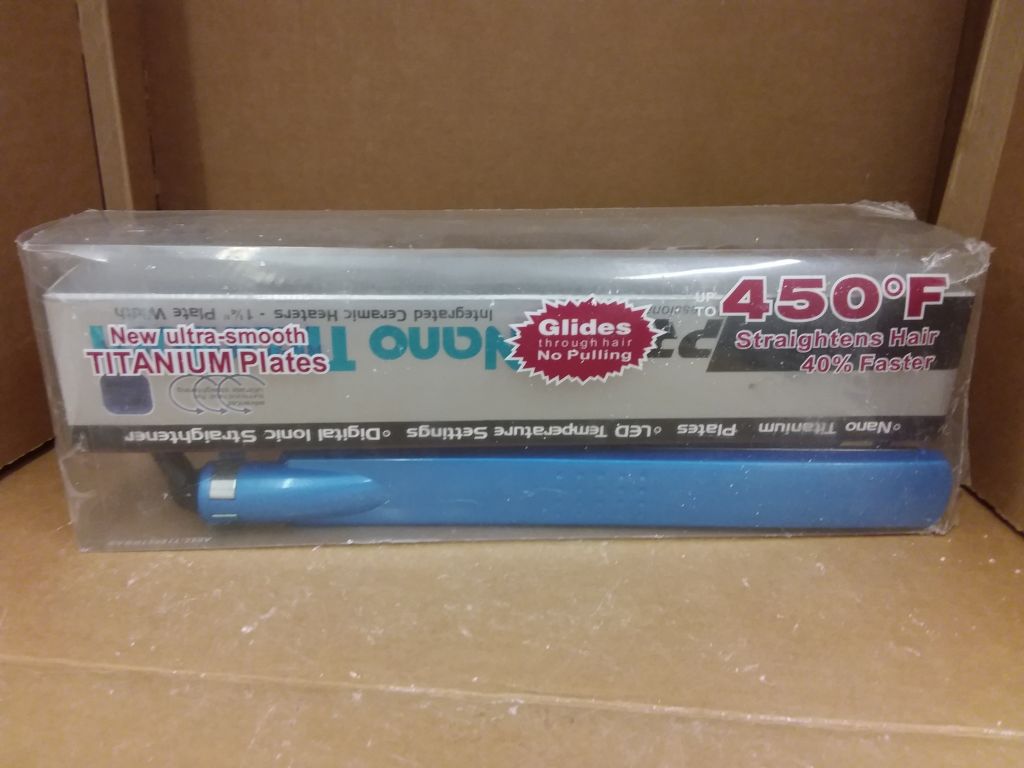 UP TO 450°F
Straightens Hair
40% Faster
Glides
through hair
No Pulling
New ultra-smooth
TITANIUM Plates
Integrated Ceramic Heaters - 1¼" Plate Width
Nano
◦Nano Titanium Plates ◦LED Temperature Settings ◦Digital Ionic Straightener